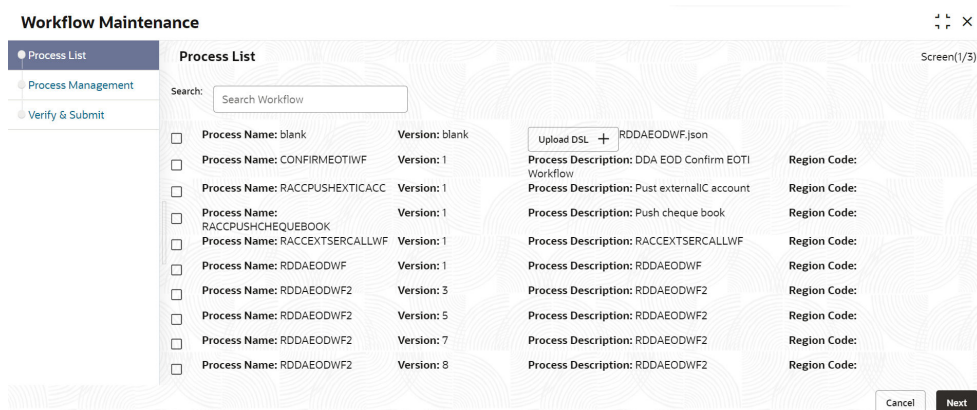 Workflow Maintenance
Process List
Process Management
Verify & Submit
Process List
Screen(1/3)
Search:
Search Workflow
Process Name: blank Version: blank Upload DSL + RDDAEODWF.json
Process Name: CONFIRMEOTIWF Version: 1 Process Description: DDA EOD Confirm EOTI Region Code:
Workflow
Process Name: RACCPUSHEXTICACC Version: 1 Process Description: Pust externalIC account Region Code:
Process Name: Version: 1 Process Description: Push cheque book Region Code:
RACCPUSHCHEQUEBOOK
Process Name: RACCEXTSERCALLWF Version: 1 Process Description: RACCEXTSERCALLWF Region Code:
Process Name: RDDAEODWF Version: 1 Process Description: RDDAEODWF Region Code:
Process Name: RDDAEODWF2 Version: 3 Process Description: RDDAEODWF2 Region Code:
Process Name: RDDAEODWF2 Version: 5 Process Description: RDDAEODWF2 Region Code:
Process Name: RDDAEODWF2 Version: 7 Process Description: RDDAEODWF2 Region Code:
Process Name: RDDAEODWF2 Version: 8 Process Description: RDDAEODWF2 Region Code:
Cancel Next